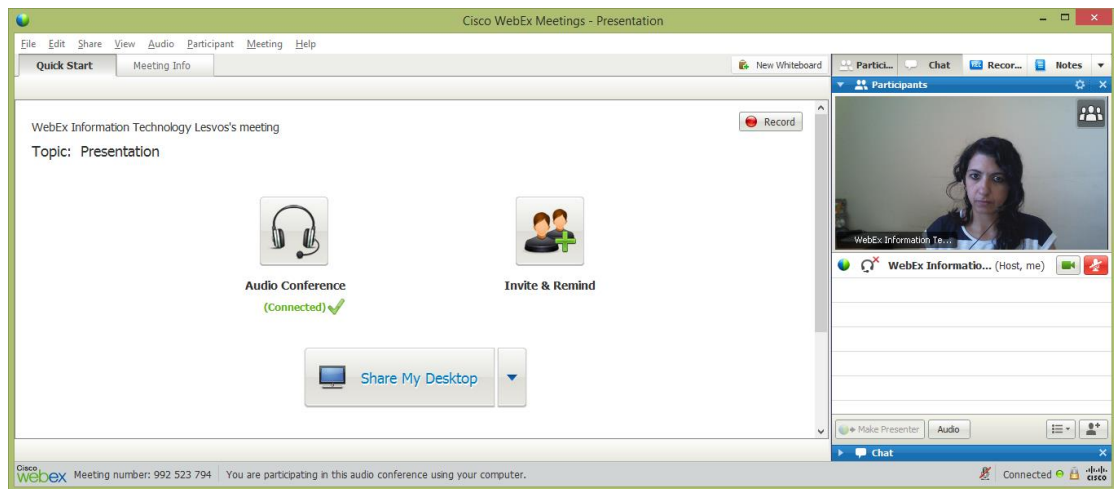 Cisco WebEx Meetings - Presentation
File Edit Share View Audio Participant Meeting Help
Quick Start Meeting Info New Whiteboard
Partici... Chat Recor... Notes
Participants
WebEx Information Technology Lesvos's meeting
Record
Topic: Presentation
WebEx Information Te...
WebEx Informatio... (Host, me)
Audio Conference Invite & Remind
(Connected)
Share My Desktop
Make Presenter Audio
Chat
Cisco webex Meeting number: 992 523 794 You are participating in this audio conference using your computer. Connected cisco